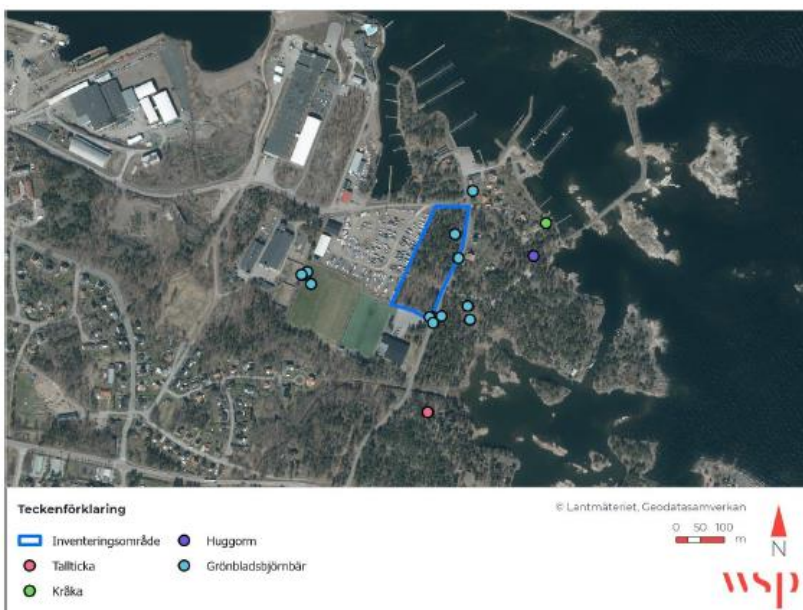 Teckenförklaring
© Lantmäteriet, Geodatasamverkan
Inventeringsområde
Huggorm
0 50 100
m
Tallticka
Grönbladsbjörnbär
N
Kråka
wsp